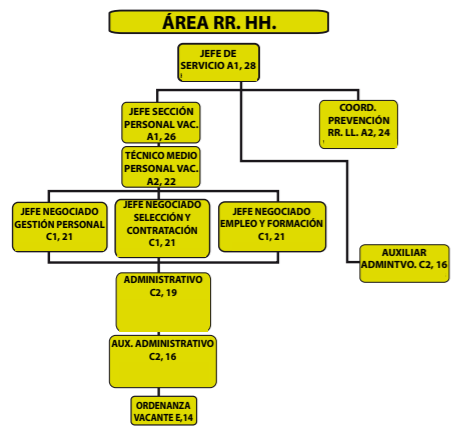 ÁREA RR. HH.
JEFE DE
SERVICIO A1, 28
JEFE SECCIÓN
PERSONAL VAC.
A1, 26
COORD.
PREVENCIÓN
RR. LL. A2, 24
TÉCNICO MEDIO
PERSONAL VAC.
A2, 22
JEFE NEGOCIADO
GESTIÓN PERSONAL
C1, 21
JEFE NEGOCIADO
SELECCIÓN Y
CONTRATACIÓN
C1, 21
JEFE NEGOCIADO
EMPLEO Y FORMACIÓN
C1, 21
AUXILIAR
ADMINTVO. C2, 16
ADMINISTRATIVO
C2, 19
AUX. ADMINISTRATIVO
C2, 16
ORDENANZA
VACANTE E,14